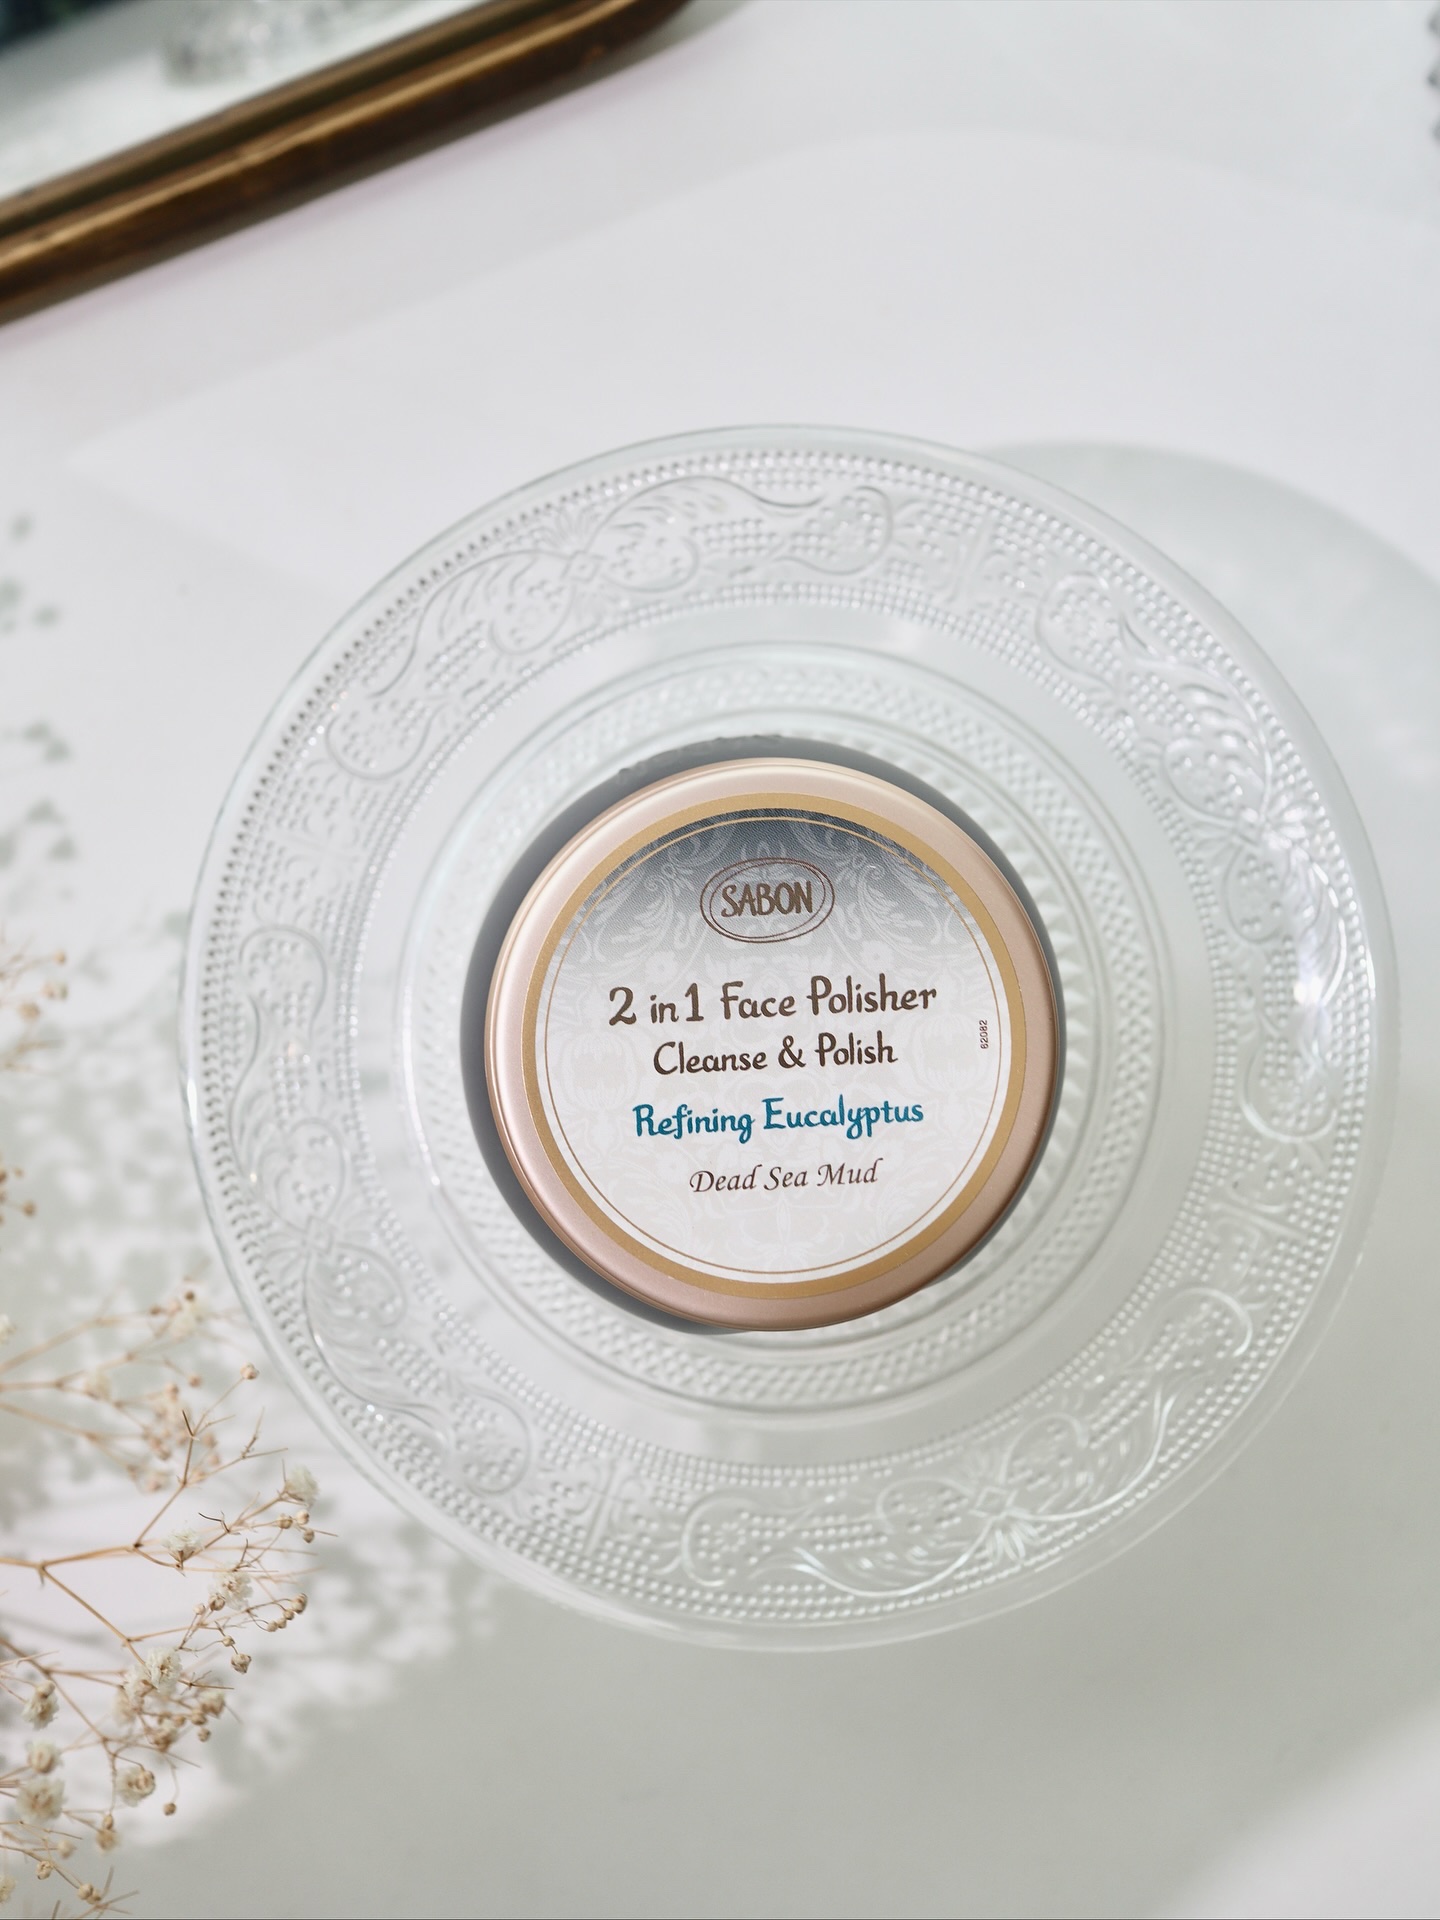 SABON
2 in 1 Face Polisher
Cleanse & Polish
Refining Eucalyptus
Dead Sea Mud
62082